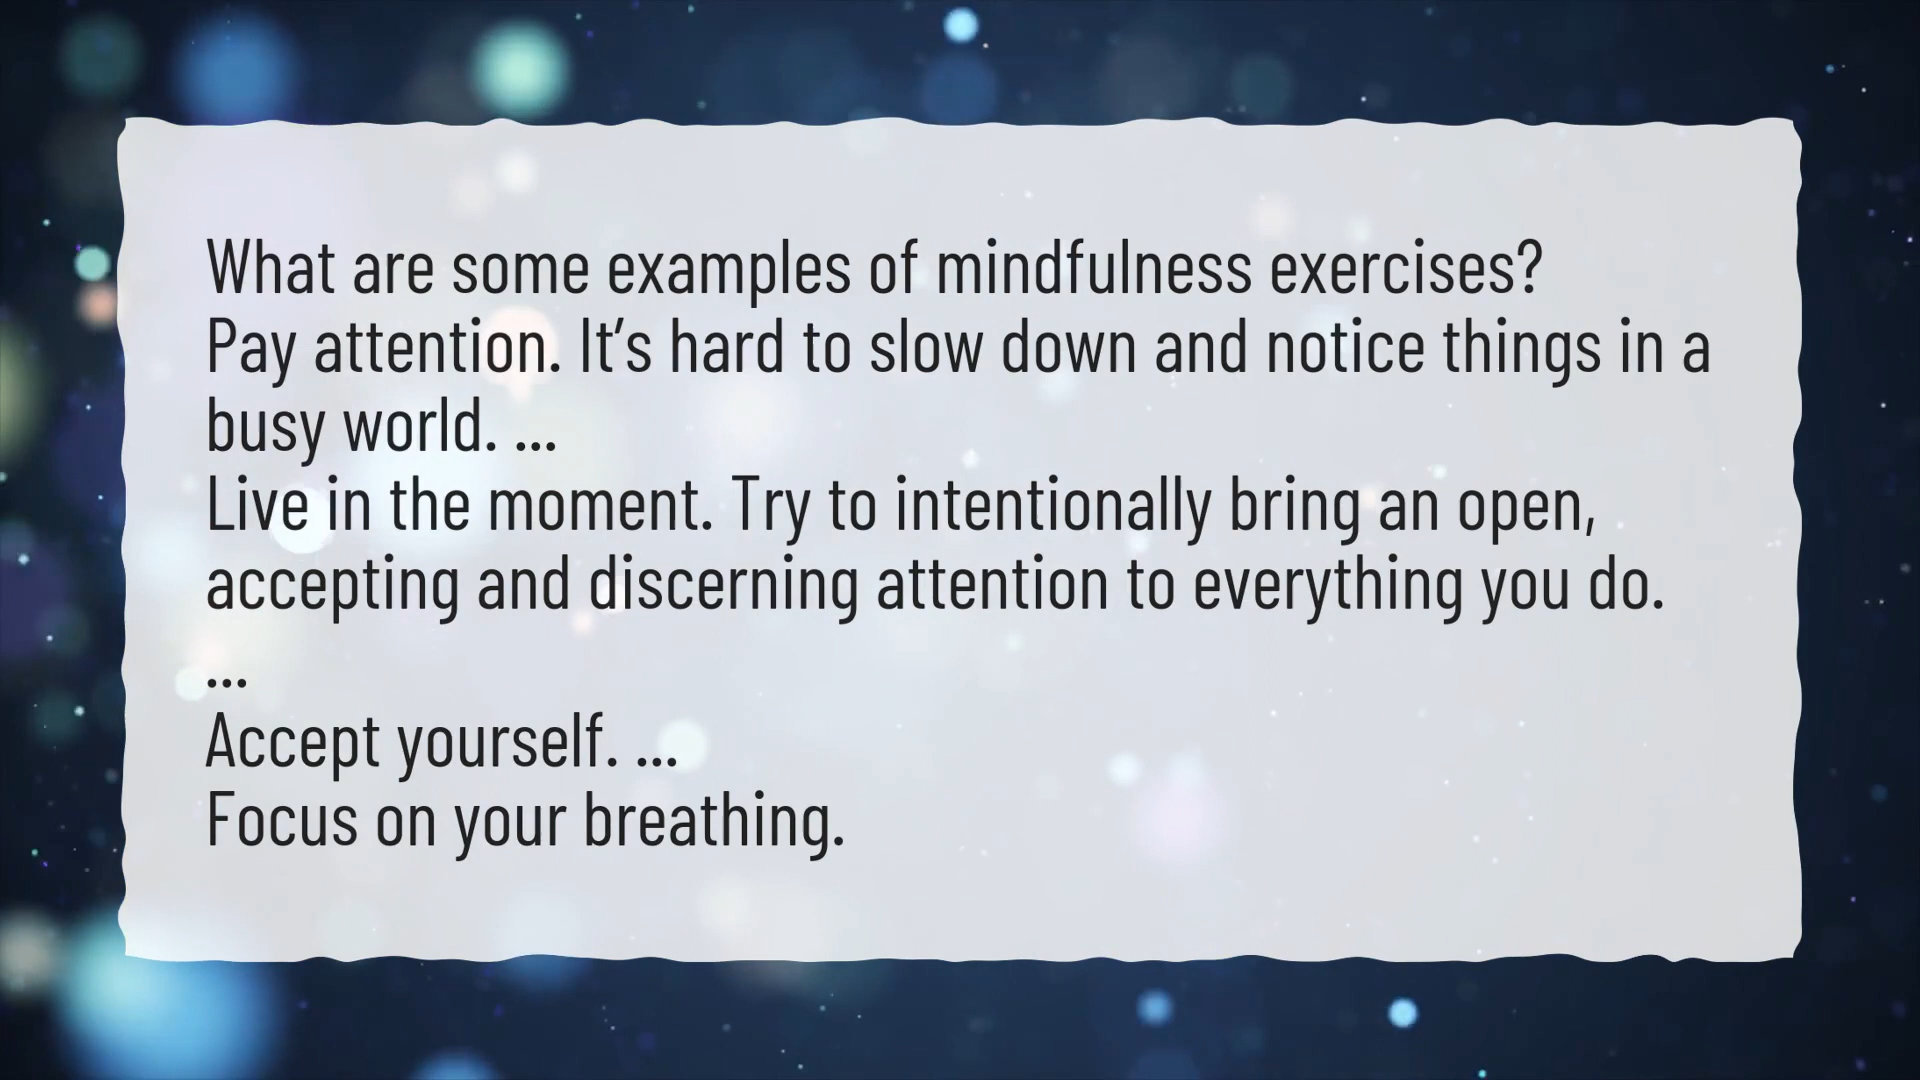 What are some examples of mindfulness exercises?
Pay attention. It’s hard to slow down and notice things in a
busy world. ...
Live in the moment. Try to intentionally bring an open,
accepting and discerning attention to everything you do.
...
Accept yourself. ...
Focus on your breathing.